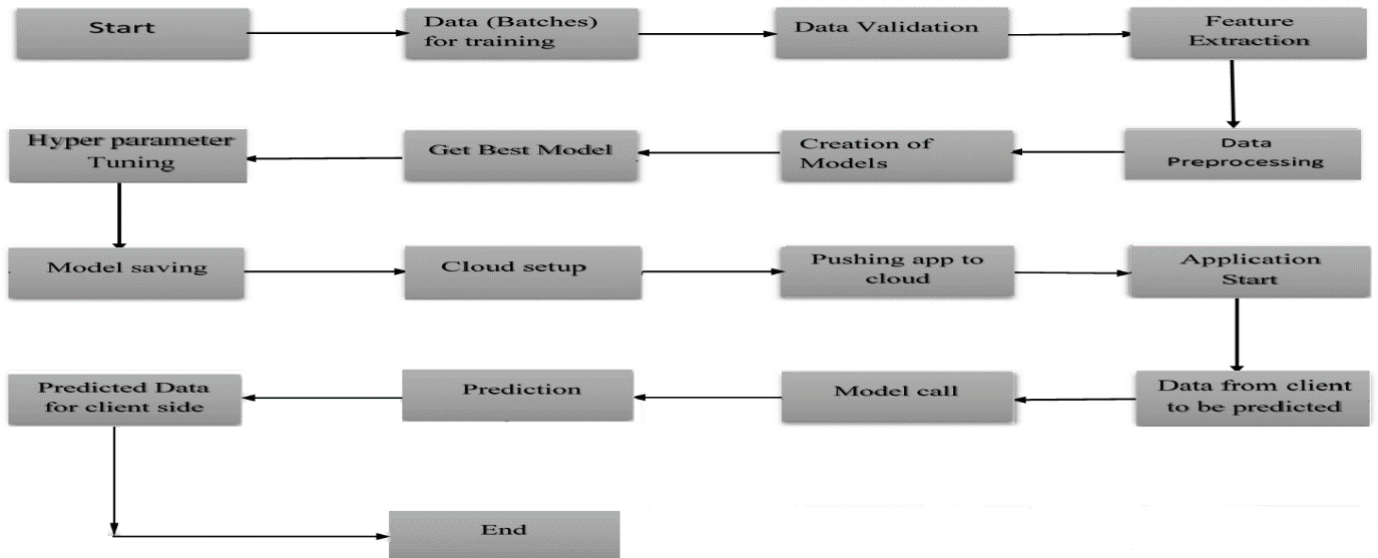 Start
Data (Batches)
for training
Data Validation
Feature
Extraction
Data
Preprocessing
Creation of
Models
Get Best Model
Hyper parameter
Tuning
Model saving
Cloud setup
Pushing app to
cloud
Application
Start
Data from client
to be predicted
Model call
Prediction
Predicted Data
for client side
End